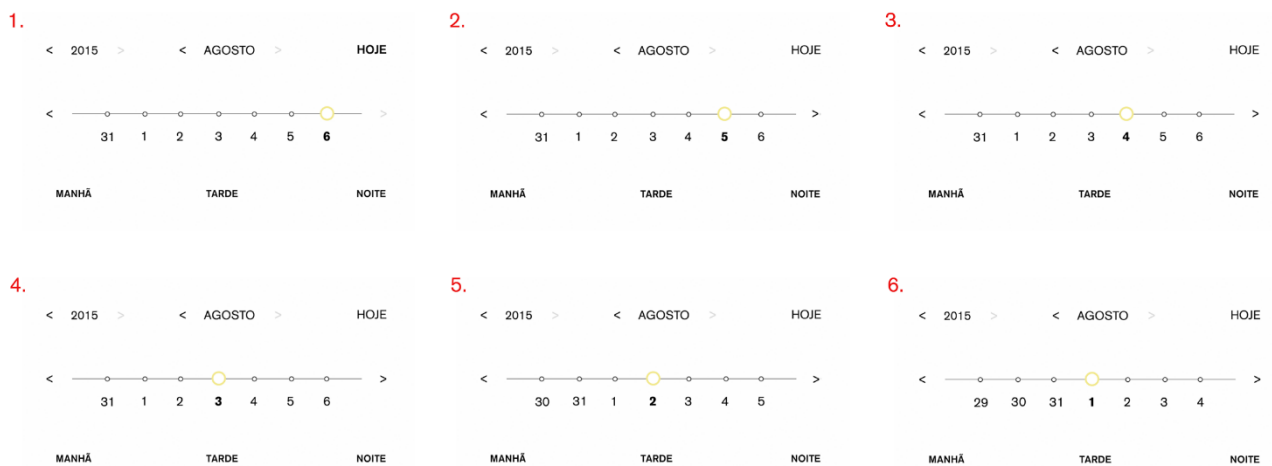 1.
< 2015 > < AGOSTO > HOJE
< >
31 1 2 3 4 5 6
MANHÃ TARDE NOITE
2.
< 2015 > < AGOSTO > HOJE
< >
31 1 2 3 4 5 6
MANHÃ TARDE NOITE
3.
< 2015 > < AGOSTO > HOJE
< >
31 1 2 3 4 5 6
MANHÃ TARDE NOITE
4.
< 2015 > < AGOSTO > HOJE
< >
31 1 2 3 4 5 6
MANHÃ TARDE NOITE
5.
< 2015 > < AGOSTO > HOJE
< >
30 31 1 2 3 4 5
MANHÃ TARDE NOITE
6.
< 2015 > < AGOSTO > HOJE
< >
29 30 31 1 2 3 4
MANHÃ TARDE NOITE